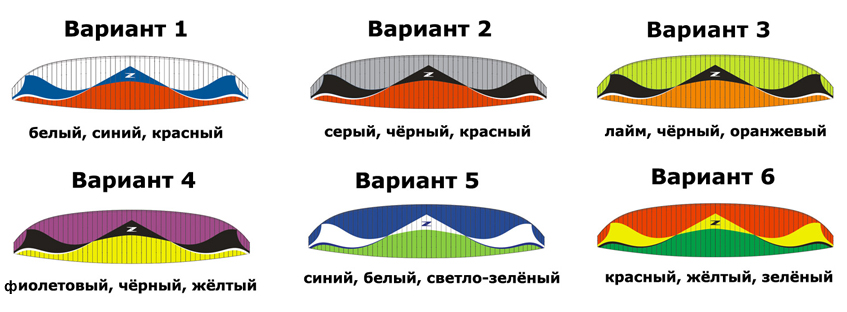 Вариант 1
Вариант 2
Вариант 3
Z
Z
Z
белый, синий, красный
серый, чёрный, красный
лайм, чёрный, оранжевый
Вариант 4
Вариант 5
Вариант 6
Z
Z
Z
фиолетовый, чёрный, жёлтый
синий, белый, светло-зелёный
красный, жёлтый, зелёный